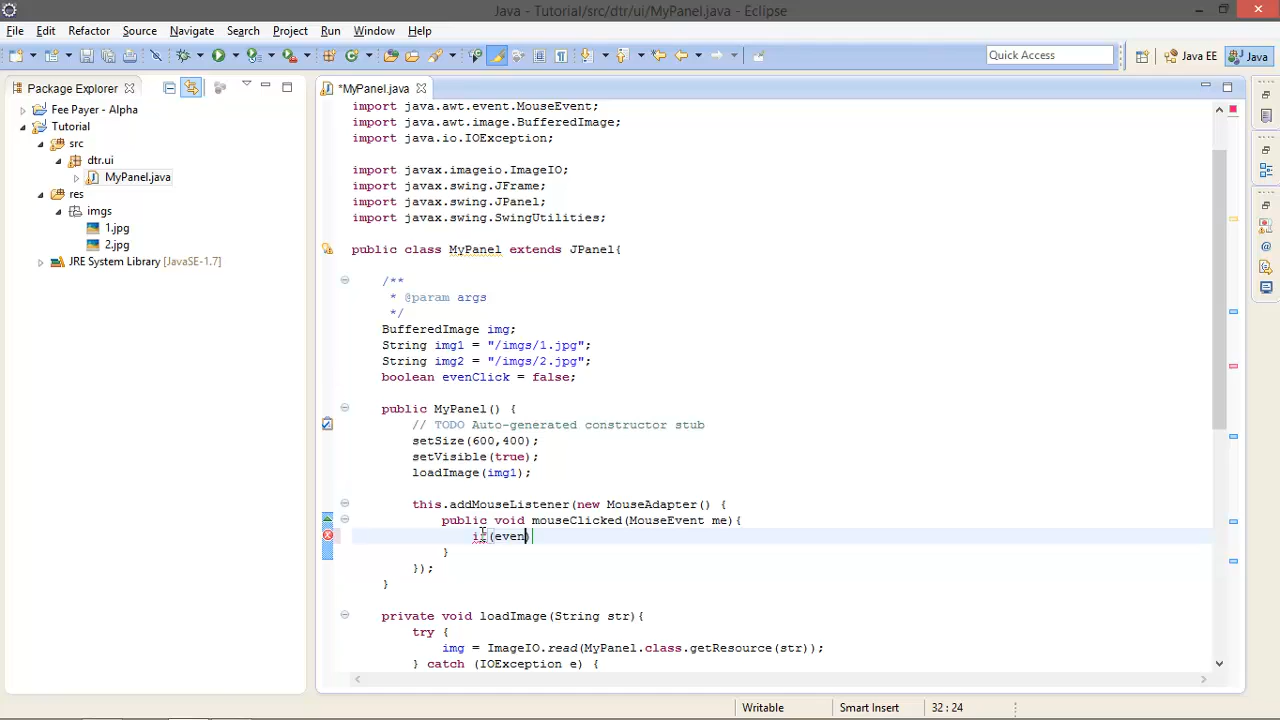 Java - Tutorial/src/dtr/ui/MyPanel.java - Eclipse
File Edit Refactor Source Navigate Search Project Run Window Help
Quick Access Java EE Java
Package Explorer
*MyPanel.java
Fee Payer - Alpha
Tutorial
src
dtr.ui
MyPanel.java
res
imgs
1.jpg
2.jpg
JRE System Library [JavaSE-1.7]
import java.awt.event.MouseEvent;
import java.awt.image.BufferedImage;
import java.io.IOException;
import javax.imageio.ImageIO;
import javax.swing.JFrame;
import javax.swing.JPanel;
import javax.swing.SwingUtilities;
public class MyPanel extends JPanel{
/**
* @param args
*/
BufferedImage img;
String img1 = "/imgs/1.jpg";
String img2 = "/imgs/2.jpg";
boolean evenClick = false;
public MyPanel() {
// TODO Auto-generated constructor stub
setSize(600,400);
setVisible(true);
loadImage(img1);
this.addMouseListener(new MouseAdapter() {
public void mouseClicked(MouseEvent me){
if(even)
}
});
}
private void loadImage(String str){
try {
img = ImageIO.read(MyPanel.class.getResource(str));
} catch (IOException e) {
Writable Smart Insert 32 : 24